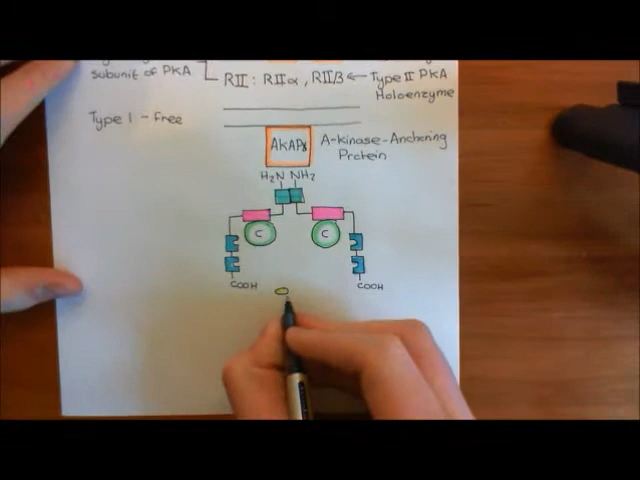 subunit of PKA
RII : RIIα , RIIβ ← Type II PKA
Holoenzyme
Type I - Free
AKAPs
A-kinase-Anchoring
Protein
H₂N NH₂
C
C
COOH
COOH